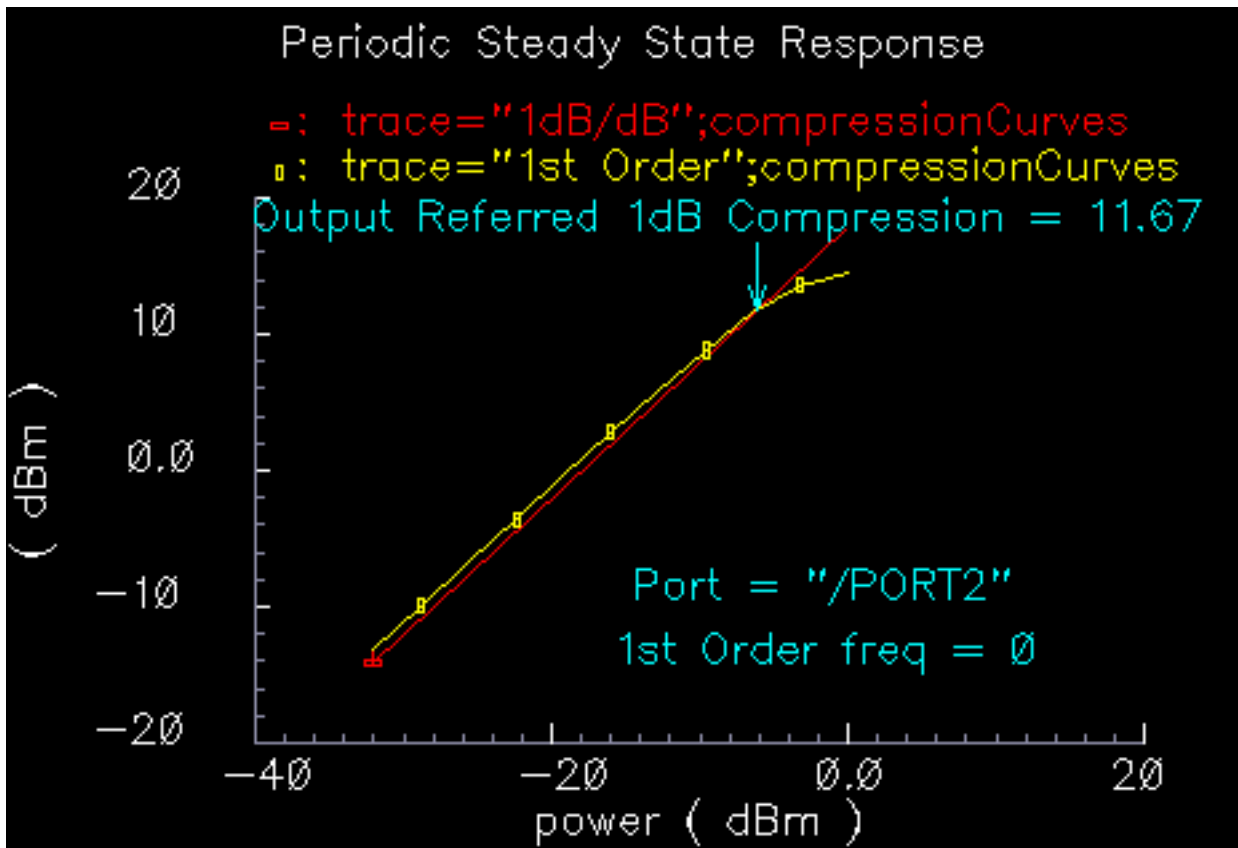 Periodic Steady State Response
: trace="1dB/dB";compressionCurves
: trace="1st Order";compressionCurves
20
Output Referred 1dB Compression = 11.67
10
( dBm )
0.0
Port = "/PORT2"
-10
1st Order freq = 0
-20
-40 -20 0.0 20
power ( dBm )